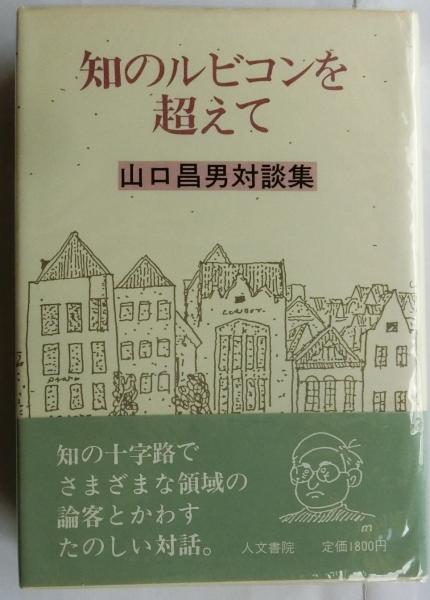 知のルビコンを
超えて
山口昌男対談集
知の十字路で
さまざまな領域の
論客とかわす
たのしい対話。
m
人文書院 定価1800円